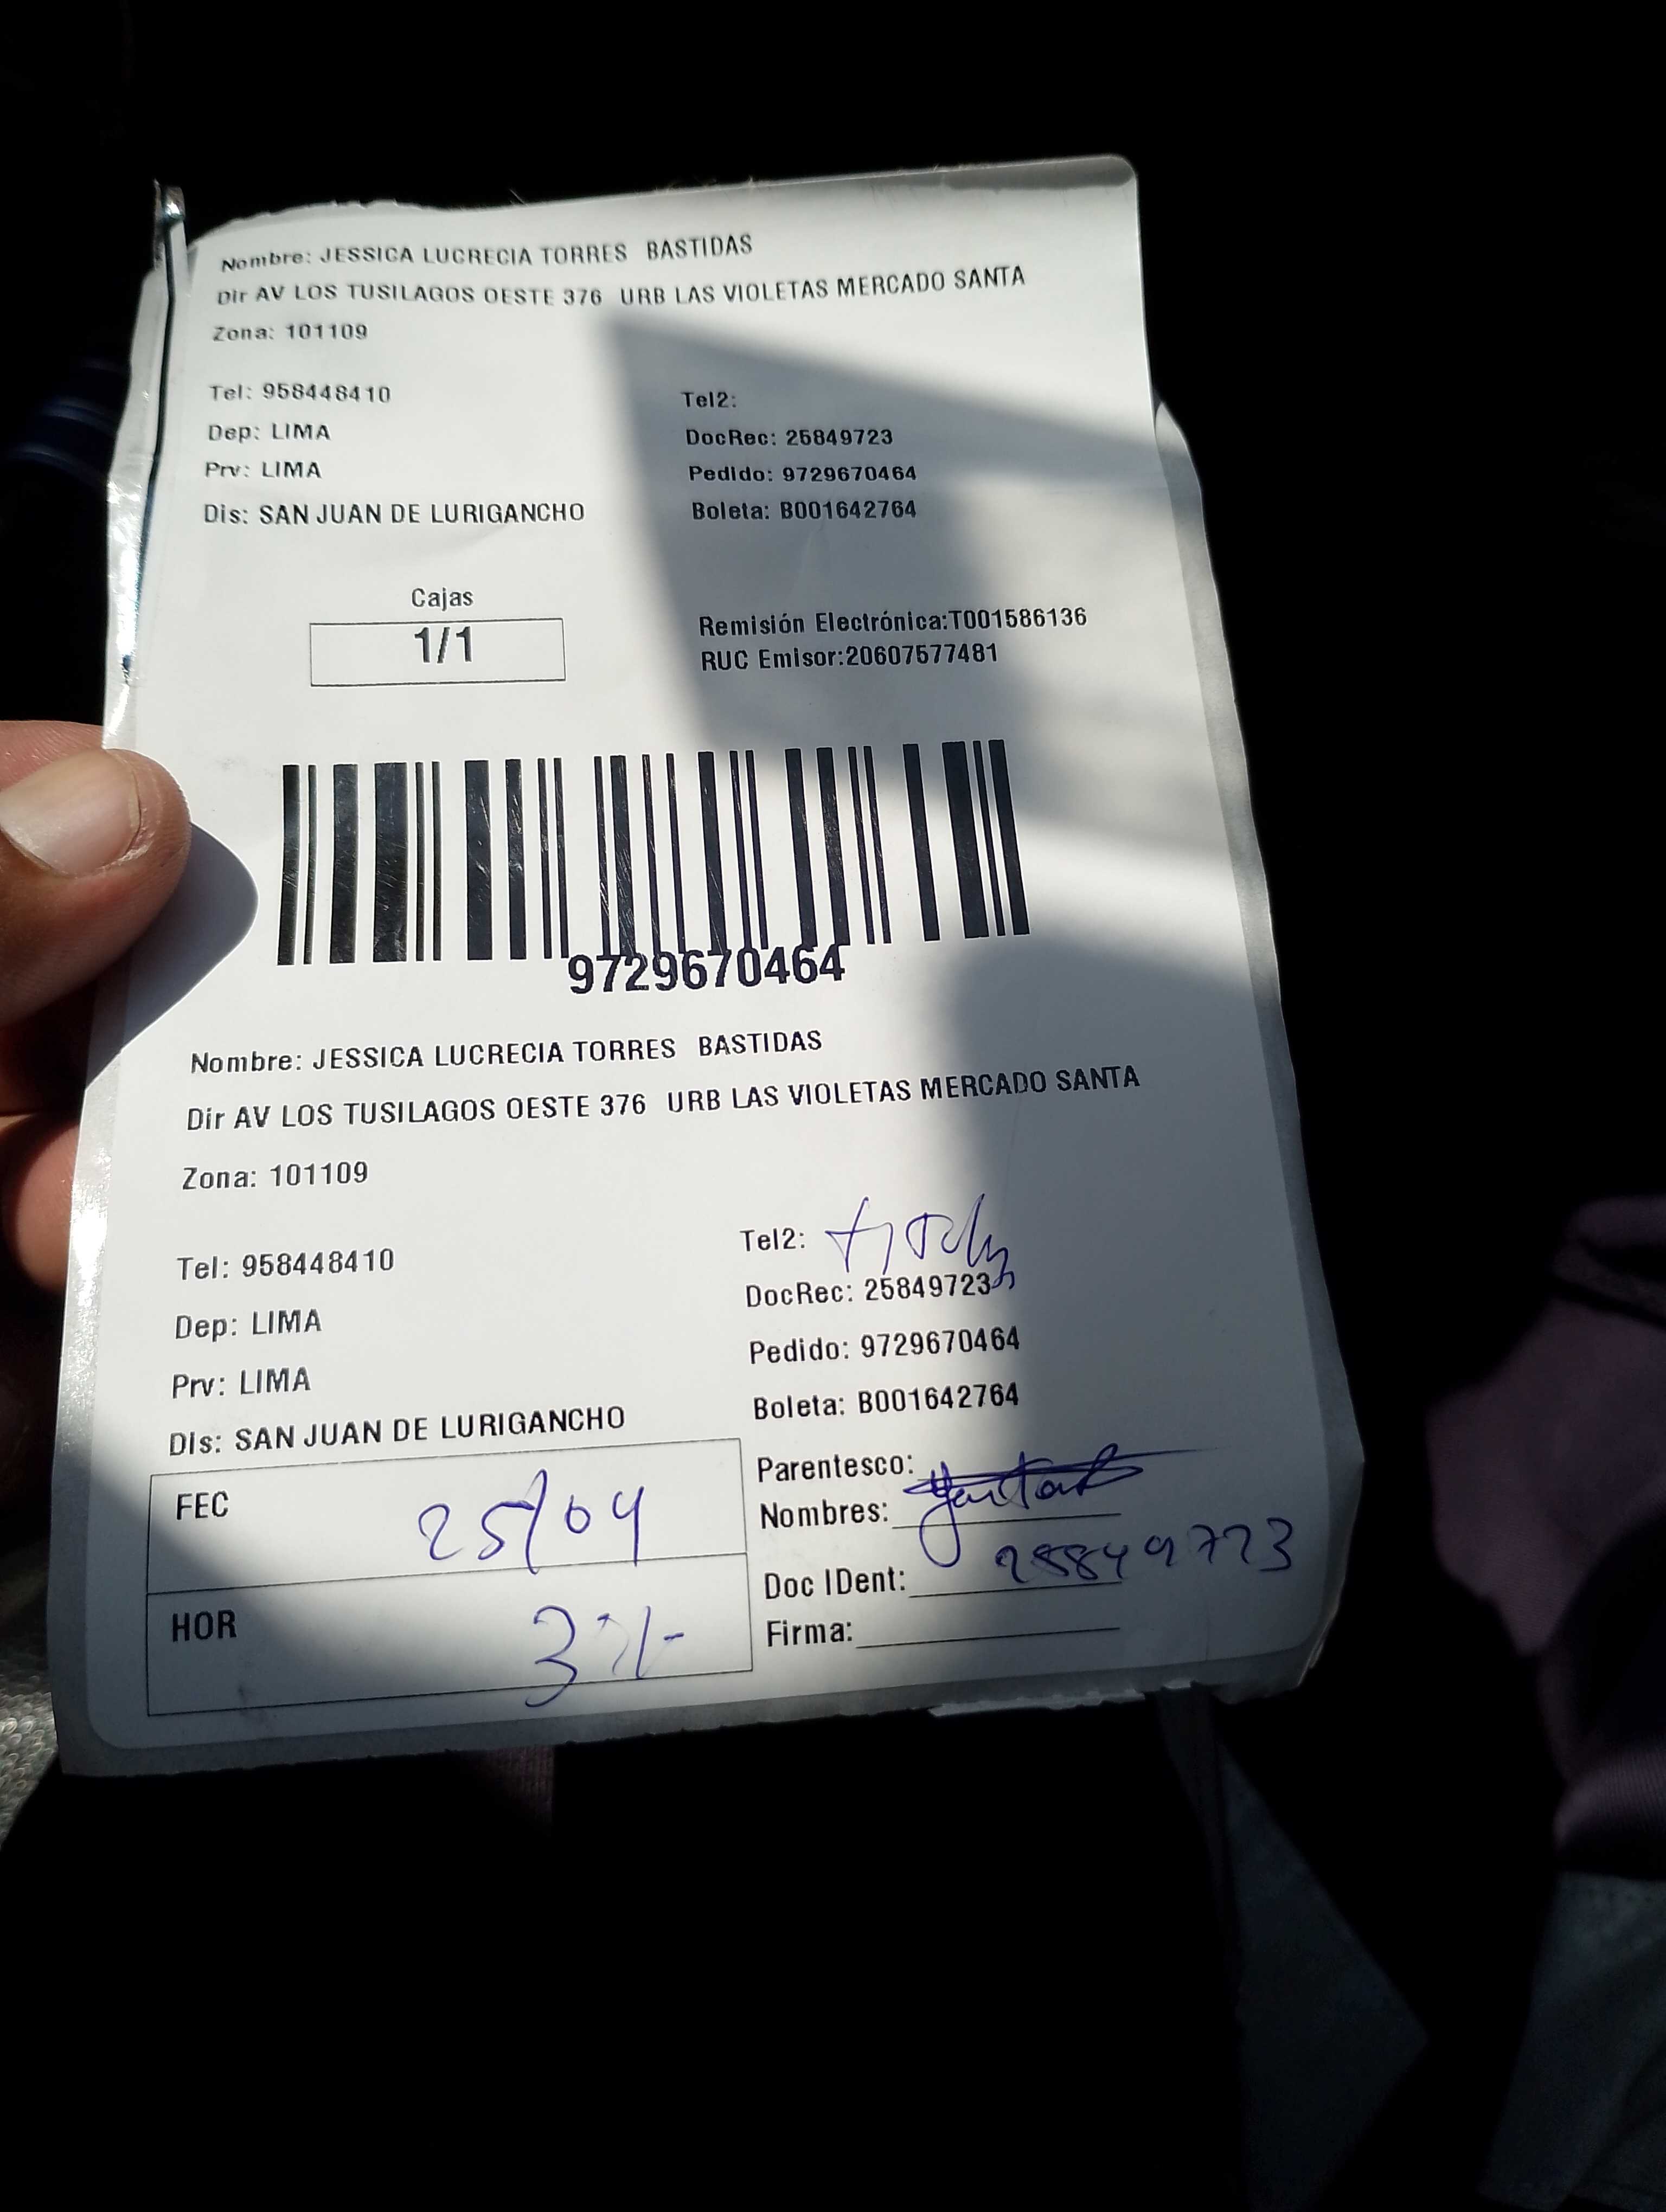 Nombre: JESSICA LUCRECIA TORRES BASTIDAS
Dir AV LOS TUSILAGOS OESTE 376 URB LAS VIOLETAS MERCADO SANTA
Zona: 101109
Tel: 958448410 Tel2:
Dep: LIMA DocRec: 25849723
Prv: LIMA Pedido: 9729670464
Dis: SAN JUAN DE LURIGANCHO Boleta: B001642764
Cajas
1/1
Remisión Electrónica:T001586136
RUC Emisor:20607577481
9729670464
Nombre: JESSICA LUCRECIA TORRES BASTIDAS
Dir AV LOS TUSILAGOS OESTE 376 URB LAS VIOLETAS MERCADO SANTA
Zona: 101109
Tel: 958448410 Tel2:
Dep: LIMA DocRec: 25849723
Prv: LIMA Pedido: 9729670464
Dis: SAN JUAN DE LURIGANCHO Boleta: B001642764
FEC 25/04
HOR
Parentesco:
Nombres:
Doc IDent: 25849723
Firma: